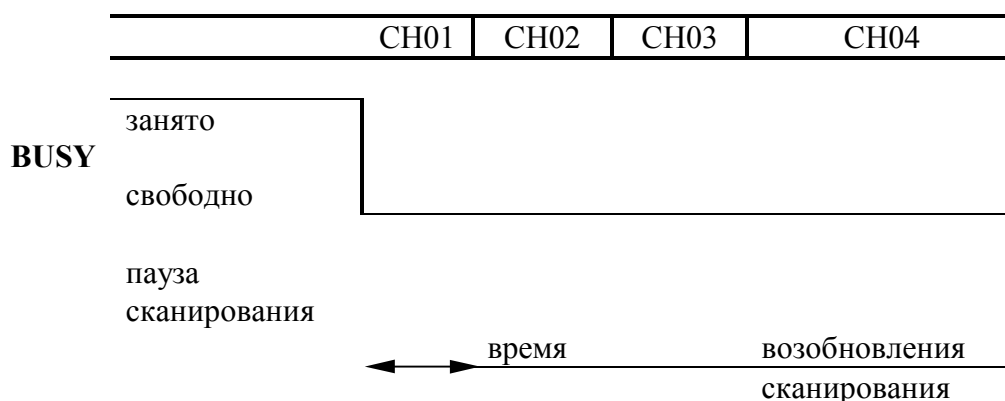 CH01 CH02 CH03 CH04
занято
BUSY
свободно
пауза
сканирования
время возобновления
сканирования